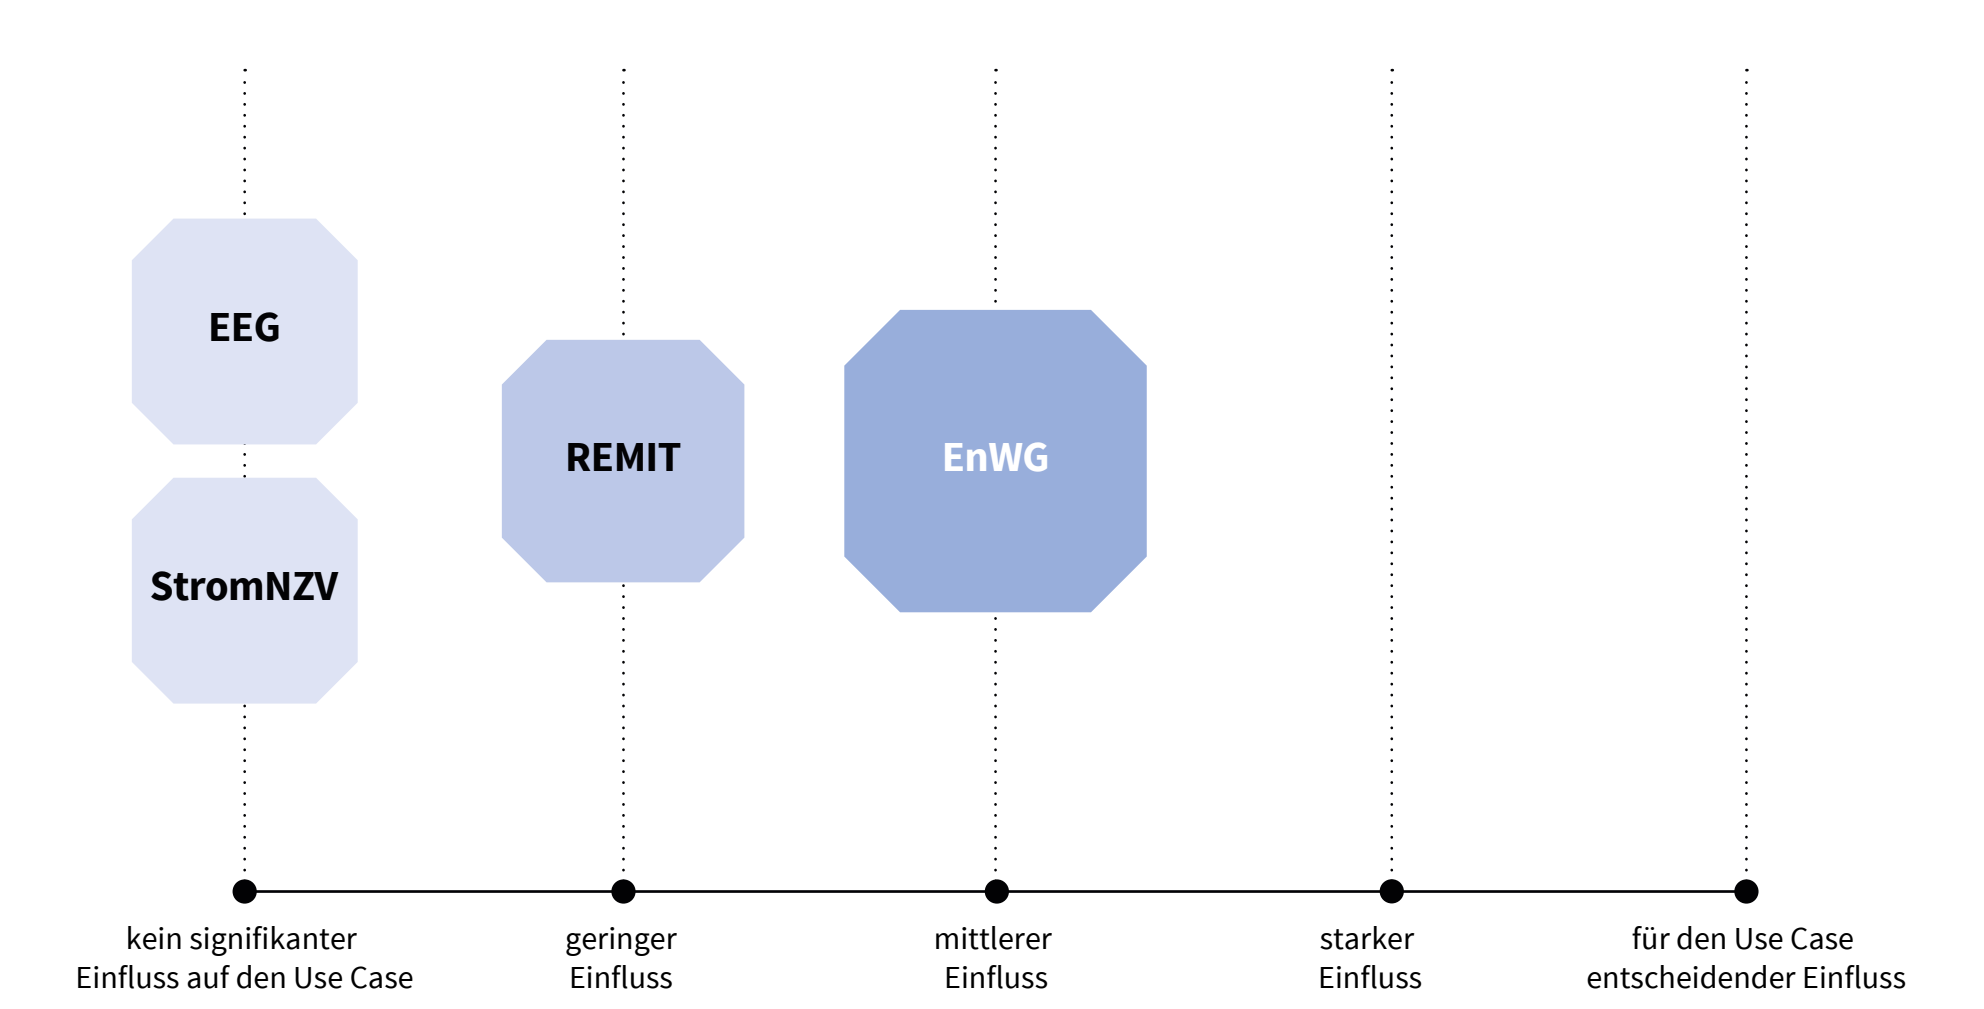 EEG
StromNZV
REMIT
EnWG
kein signifikanter
Einfluss auf den Use Case
geringer
Einfluss
mittlerer
Einfluss
starker
Einfluss
für den Use Case
entscheidender Einfluss